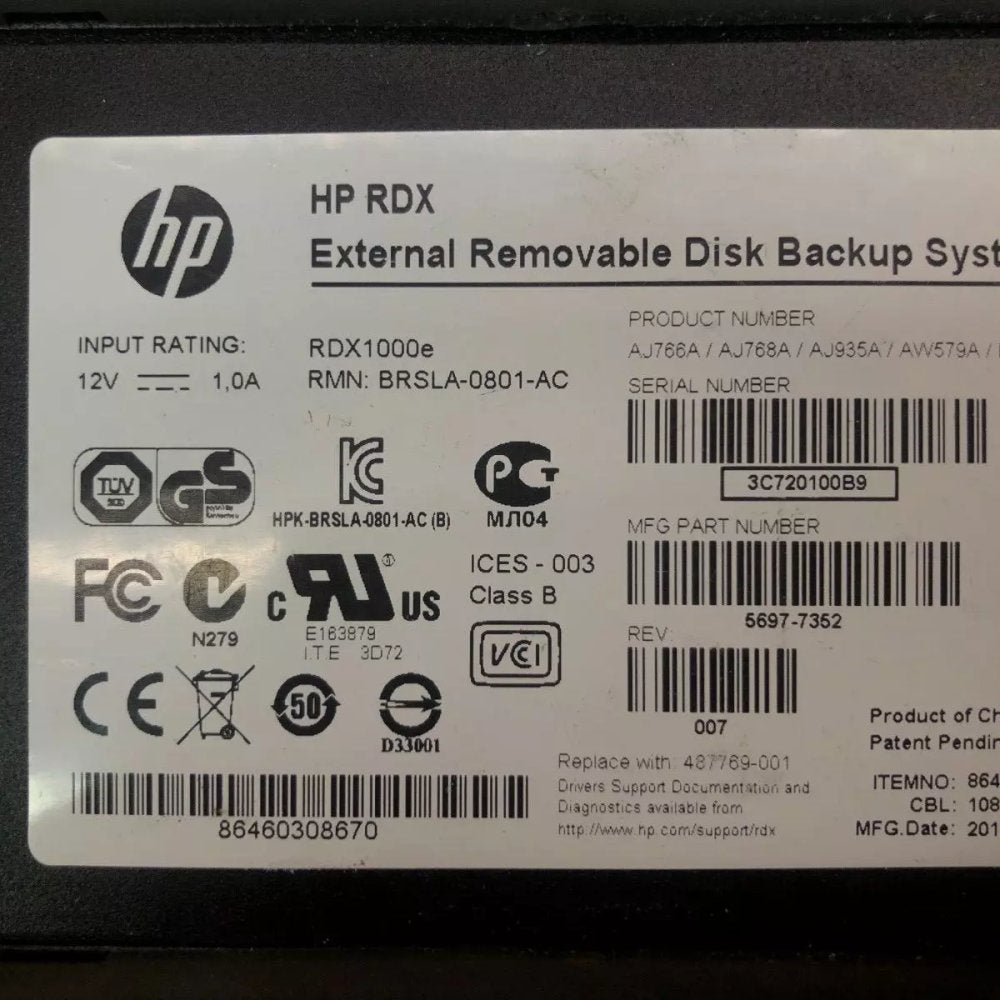 hp
HP RDX
External Removable Disk Backup Syst
INPUT RATING:
12V 1,0A
RDX1000e
RMN: BRSLA-0801-AC
PRODUCT NUMBER
AJ766A / AJ768A / AJ935A / AW579A /
SERIAL NUMBER
3C720100B9
MFG PART NUMBER
5697-7352
REV:
007
TÜV
GS
HPK-BRSLA-0801-AC (B)
РСТ
МЛ04
FC
N279
C RU ® US
E163879
I.T.E 3D72
ICES - 003
Class B
VCI
CE
50
D33001
86460308670
Replace with: 487769-001
Drivers Support Documentation and
Diagnostics available from
http://www.hp.com/support/rdx
Product of Ch
Patent Pendin
ITEMNO: 864
CBL: 108
MFG.Date: 201